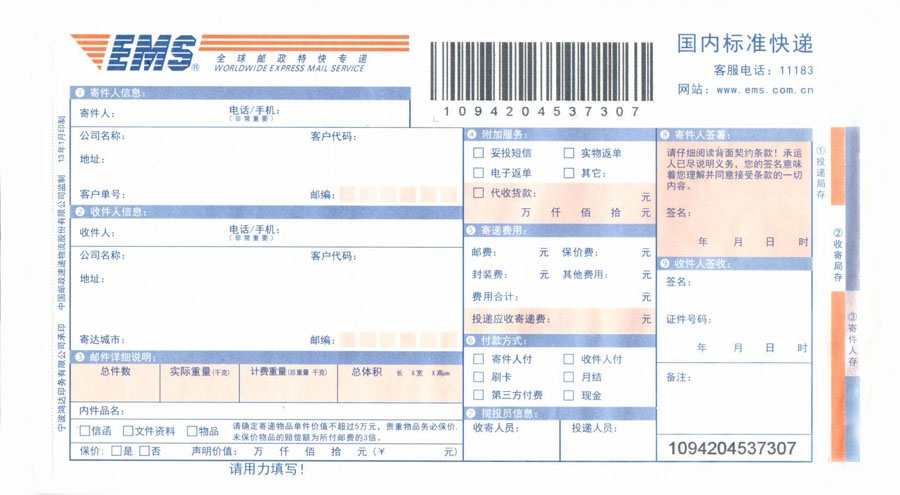 EMS®
全球邮政特快专递
WORLDWIDE EXPRESS MAIL SERVICE
1094204537307
国内标准快递
客服电话：11183
网站：www.ems.com.cn
① 寄件人信息：
寄件人： 电话/手机：
（非常重要）
公司名称： 客户代码：
地址：
客户单号： 邮编：
② 收件人信息：
收件人： 电话/手机：
（非常重要）
公司名称： 客户代码：
地址：
寄达城市： 邮编：
③ 邮件详细说明：
总件数 实际重量（千克） 计费重量（总重量 千克） 总体积 长 X宽 X高cm
内件品名：
□信函 □文件资料 □物品 请确定寄递物品单件价值不超过5万元，贵重物品务必保价，
未保价物品的赔偿额为所付邮费的3倍。
保价：□是 □否 声明价值： 万 仟 佰 拾 元（￥ 元）
请用力填写！
④ 附加服务：
□ 妥投短信 □ 实物返单
□ 电子返单 □ 其它：
□ 代收货款： 元
万 仟 佰 拾 元
⑤ 寄递费用：
邮费： 元 保价费： 元
封装费： 元 其他费用： 元
费用合计： 元
投递应收寄递费： 元
⑥ 付款方式：
□ 寄件人付 □ 收件人付
□ 刷卡 □ 月结
□ 第三方付费 □ 现金
⑦ 揽投员信息：
收寄人员： 投递人员：
⑧ 寄件人签署：
请仔细阅读背面契约条款！承运
人已尽说明义务，您的签名意味
着您理解并同意接受条款的一切
内容。
签名：
年 月 日 时
⑨ 收件人签收：
签名：
证件号码：
年 月 日 时
备注：
1094204537307
①投递局存
②收寄局存
③寄件人存
宁波鸿达印务有限公司承印 中国邮政速递物流股份有限公司监制 13年1月印制